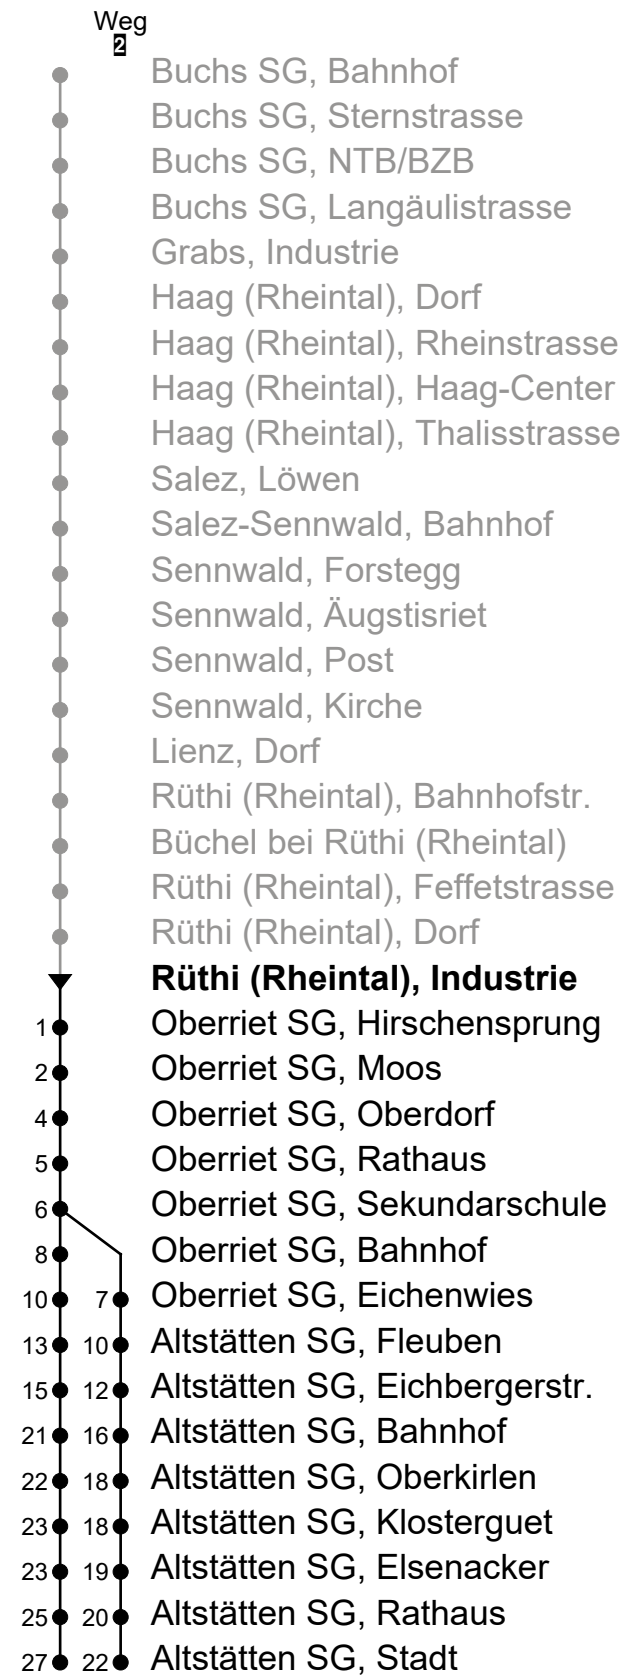 Weg
2
Buchs SG, Bahnhof
Buchs SG, Sternstrasse
Buchs SG, NTB/BZB
Buchs SG, Langäulistrasse
Grabs, Industrie
Haag (Rheintal), Dorf
Haag (Rheintal), Rheinstrasse
Haag (Rheintal), Haag-Center
Haag (Rheintal), Thalisstrasse
Salez, Löwen
Salez-Sennwald, Bahnhof
Sennwald, Forstegg
Sennwald, Äugstisriet
Sennwald, Post
Sennwald, Kirche
Lienz, Dorf
Rüthi (Rheintal), Bahnhofstr.
Büchel bei Rüthi (Rheintal)
Rüthi (Rheintal), Feffetstrasse
Rüthi (Rheintal), Dorf
Rüthi (Rheintal), Industrie
1 Oberriet SG, Hirschensprung
2 Oberriet SG, Moos
4 Oberriet SG, Oberdorf
5 Oberriet SG, Rathaus
6 Oberriet SG, Sekundarschule
8 Oberriet SG, Bahnhof
10 7 Oberriet SG, Eichenwies
13 10 Altstätten SG, Fleuben
15 12 Altstätten SG, Eichbergerstr.
21 16 Altstätten SG, Bahnhof
22 18 Altstätten SG, Oberkirlen
23 18 Altstätten SG, Klosterguet
23 19 Altstätten SG, Elsenacker
25 20 Altstätten SG, Rathaus
27 22 Altstätten SG, Stadt